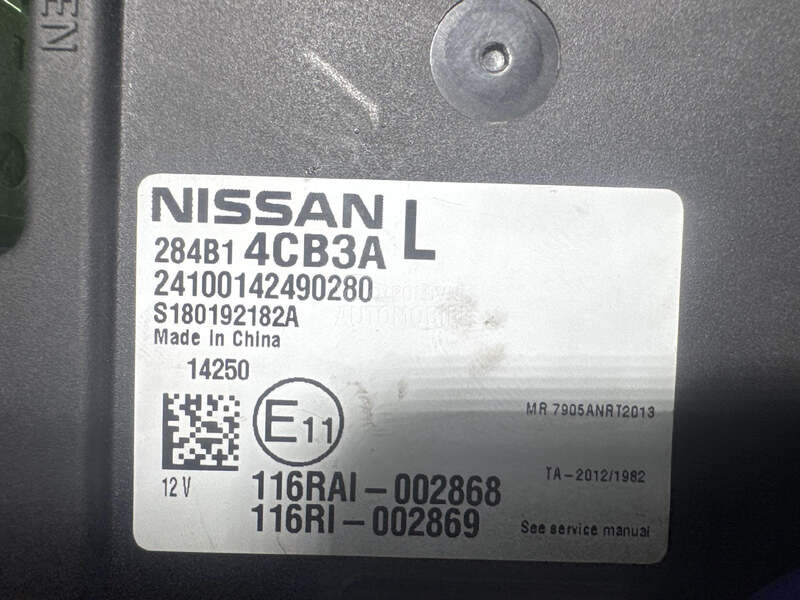 EN
NISSAN L
284B1 4CB3A
24100142490280
S180192182A
Made in China
14250
E11
MR 7905ANRT2013
12 V
116RAI-002868
TA-2012/1982
116RI-002869
See service manual